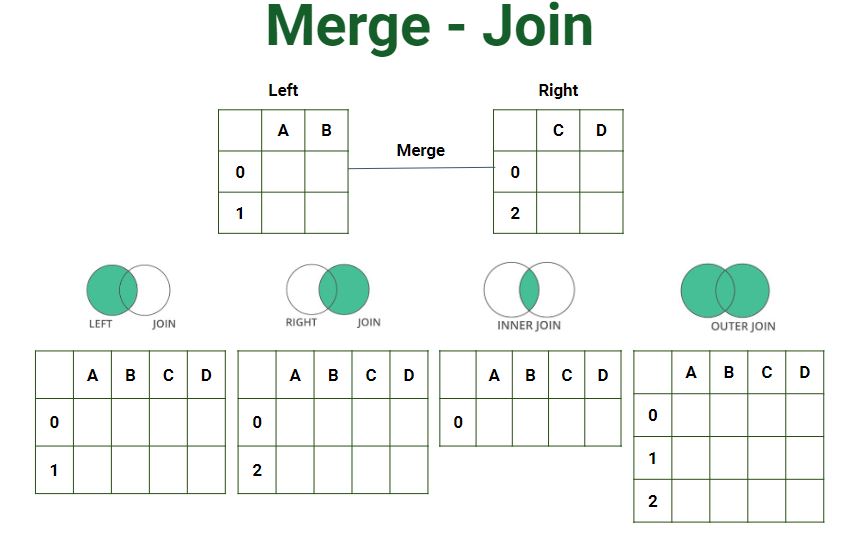 Merge - Join
Left Right
A B C D
Merge
0 0
1 2
LEFT JOIN RIGHT JOIN INNER JOIN OUTER JOIN
A B C D A B C D A B C D A B C D
0 0 0 0
1 2 1
2